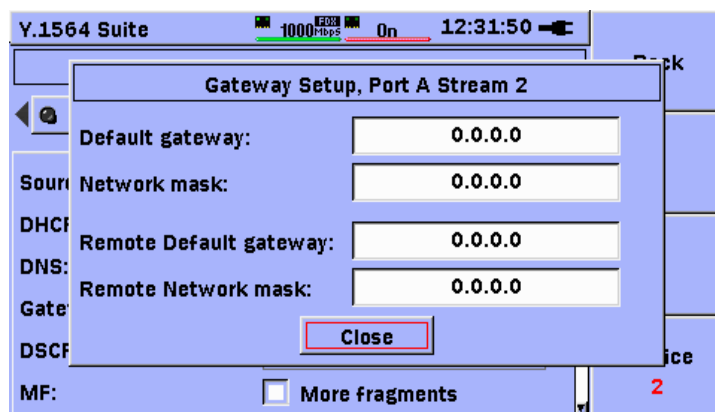 Y.1564 Suite
1000 FDX Mbps
On
12:31:50
Gateway Setup, Port A Stream 2
Default gateway: 0.0.0.0
Network mask: 0.0.0.0
Remote Default gateway: 0.0.0.0
Remote Network mask: 0.0.0.0
Close
DNS:
DSCP
MF: More fragments
2